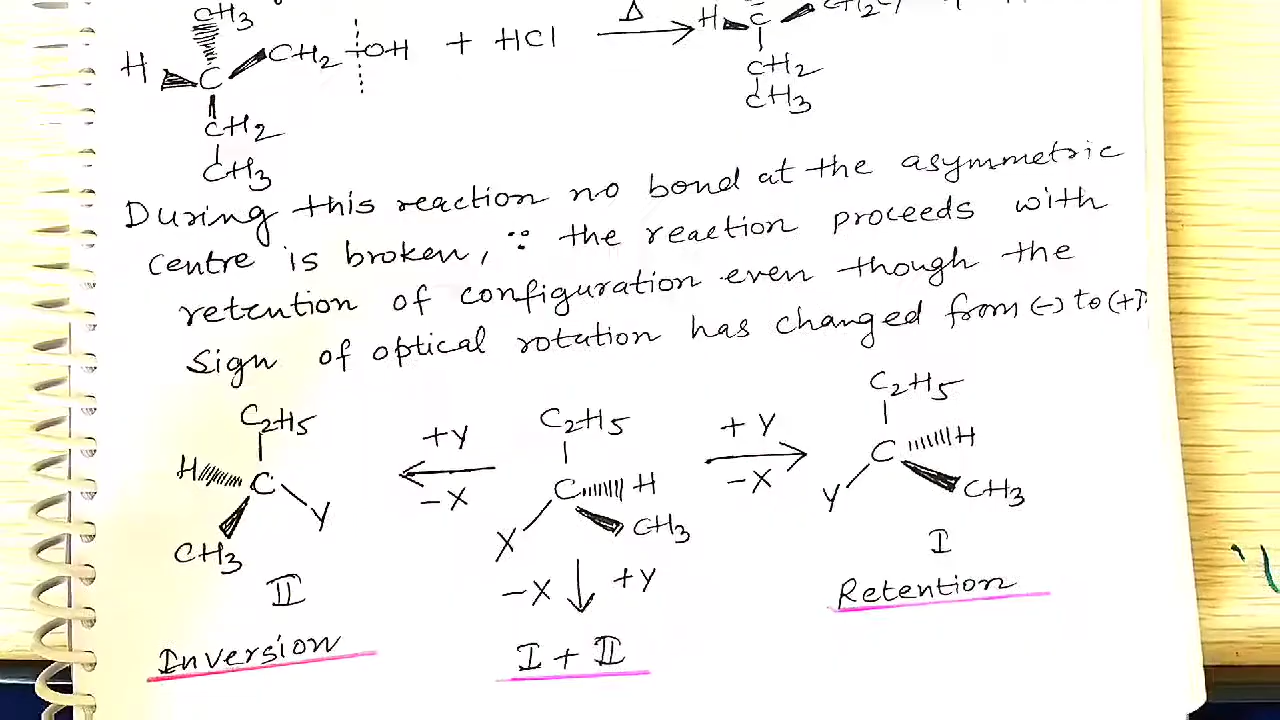 CH3
H C CH2 OH + HCl Δ H C
CH2 CH2
CH3 CH3
During this reaction no bond at the asymmetric
centre is broken, ∵ the reaction proceeds with
retention of configuration even though the
sign of optical rotation has changed from (-) to (+).
C2H5 C2H5 C2H5
H C Y +Y -X C H X CH3 +Y -X C H Y CH3
CH3
II -X +Y I
Inversion I + II Retention